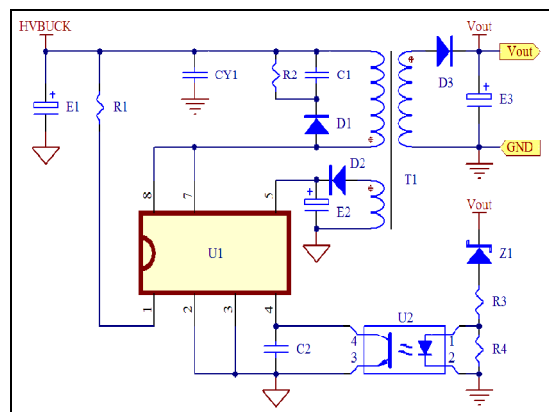 HVBUCK
Vout
Vout
E1
R1
CY1
R2
C1
D1
D3
E3
GND
D2
T1
E2
8
7
5
U1
1
2
3
4
Vout
Z1
R3
R4
U2
4
3
1
2
C2